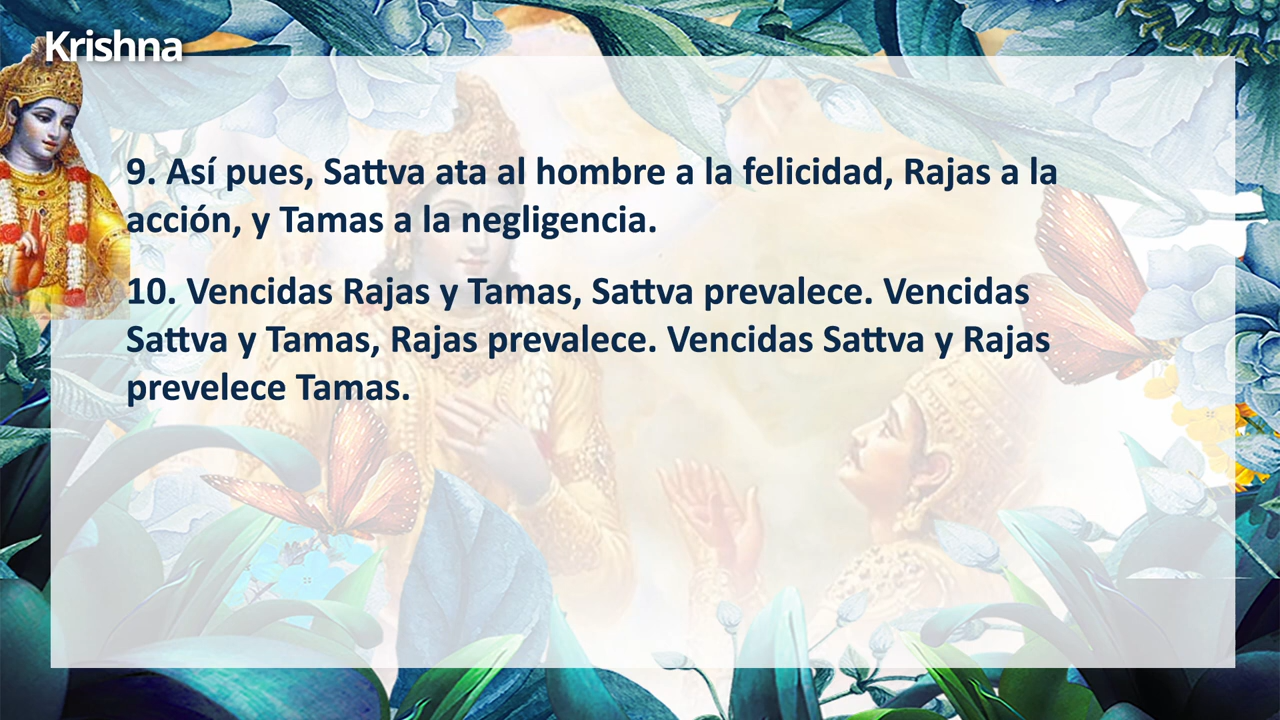 Krishna
9. Así pues, Sattva ata al hombre a la felicidad, Rajas a la
acción, y Tamas a la negligencia.
10. Vencidas Rajas y Tamas, Sattva prevalece. Vencidas
Sattva y Tamas, Rajas prevalece. Vencidas Sattva y Rajas
prevelece Tamas.